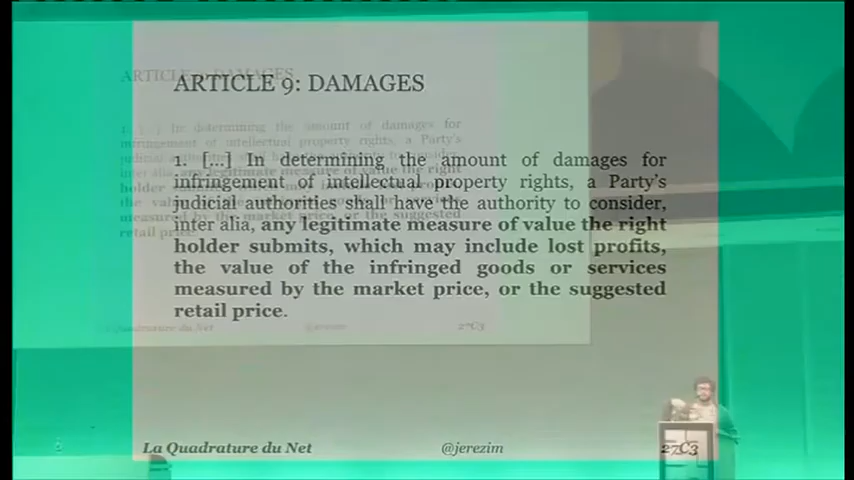 ARTICLE 9: DAMAGES
1. [...] In determining the amount of damages for
infringement of intellectual property rights, a Party's
judicial authorities shall have the authority to consider,
inter alia, any legitimate measure of value the right
holder submits, which may include lost profits,
the value of the infringed goods or services
measured by the market price, or the suggested
retail price.
La Quadrature du Net @jerezim 27C3